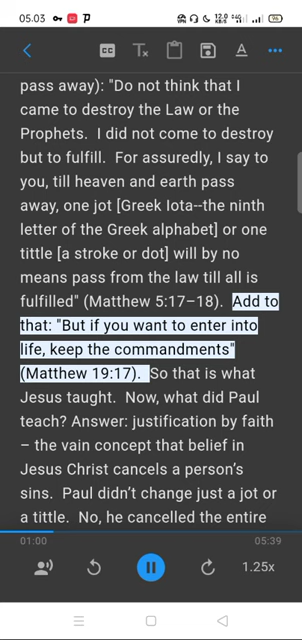 05.03
12.0 KB/S
4G
96
CC
A
pass away): "Do not think that I
came to destroy the Law or the
Prophets.  I did not come to destroy
but to fulfill.  For assuredly, I say to
you, till heaven and earth pass
away, one jot [Greek Iota--the ninth
letter of the Greek alphabet] or one
tittle [a stroke or dot] will by no
means pass from the law till all is
fulfilled" (Matthew 5:17–18).  Add to
that: "But if you want to enter into
life, keep the commandments"
(Matthew 19:17).  So that is what
Jesus taught.  Now, what did Paul
teach? Answer: justification by faith
– the vain concept that belief in
Jesus Christ cancels a person’s
sins.  Paul didn’t change just a jot or
a tittle.  No, he cancelled the entire
01:00
05:39
1.25x